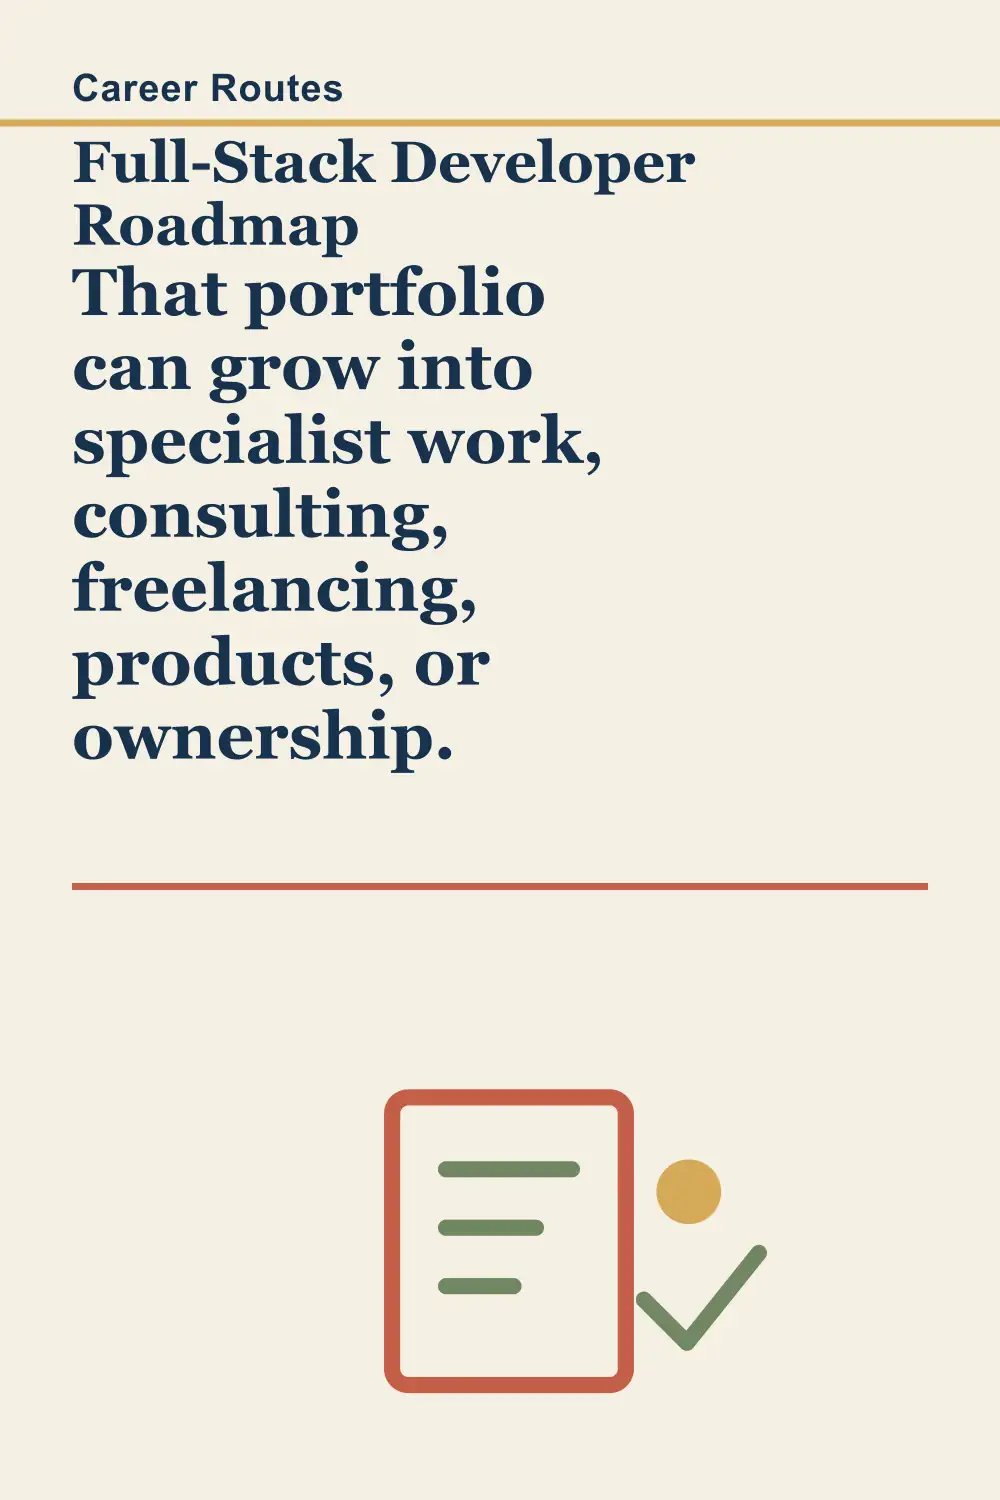 Career Routes
Full-Stack Developer
Roadmap
That portfolio
can grow into
specialist work,
consulting,
freelancing,
products, or
ownership.